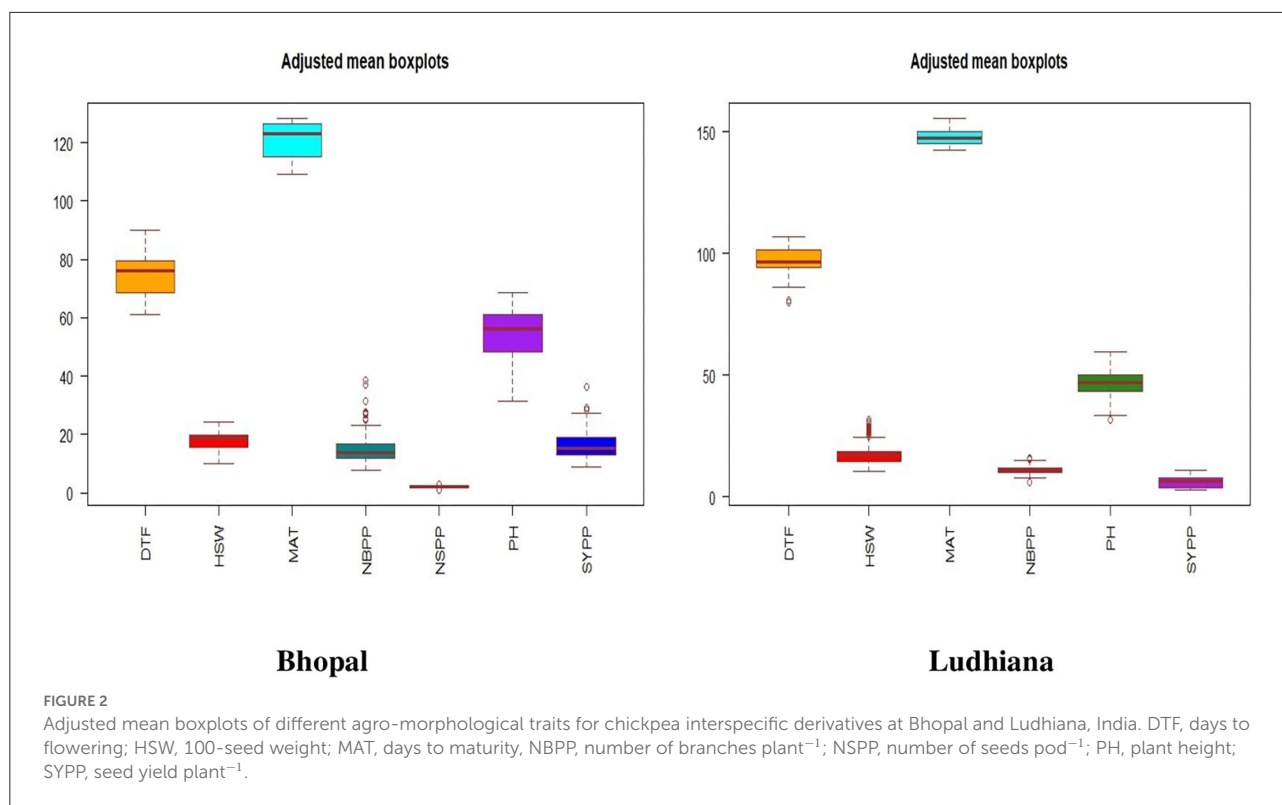 Adjusted mean boxplots
120
100
80
60
40
20
0
DTF
HSW
MAT
NBPP
NSPP
PH
SYPP
Bhopal
Adjusted mean boxplots
150
100
50
0
DTF
HSW
MAT
NBPP
PH
SYPP
Ludhiana
FIGURE 2
Adjusted mean boxplots of different agro-morphological traits for chickpea interspecific derivatives at Bhopal and Ludhiana, India. DTF, days to
flowering; HSW, 100-seed weight; MAT, days to maturity, NBPP, number of branches plant⁻¹; NSPP, number of seeds pod⁻¹; PH, plant height;
SYPP, seed yield plant⁻¹.